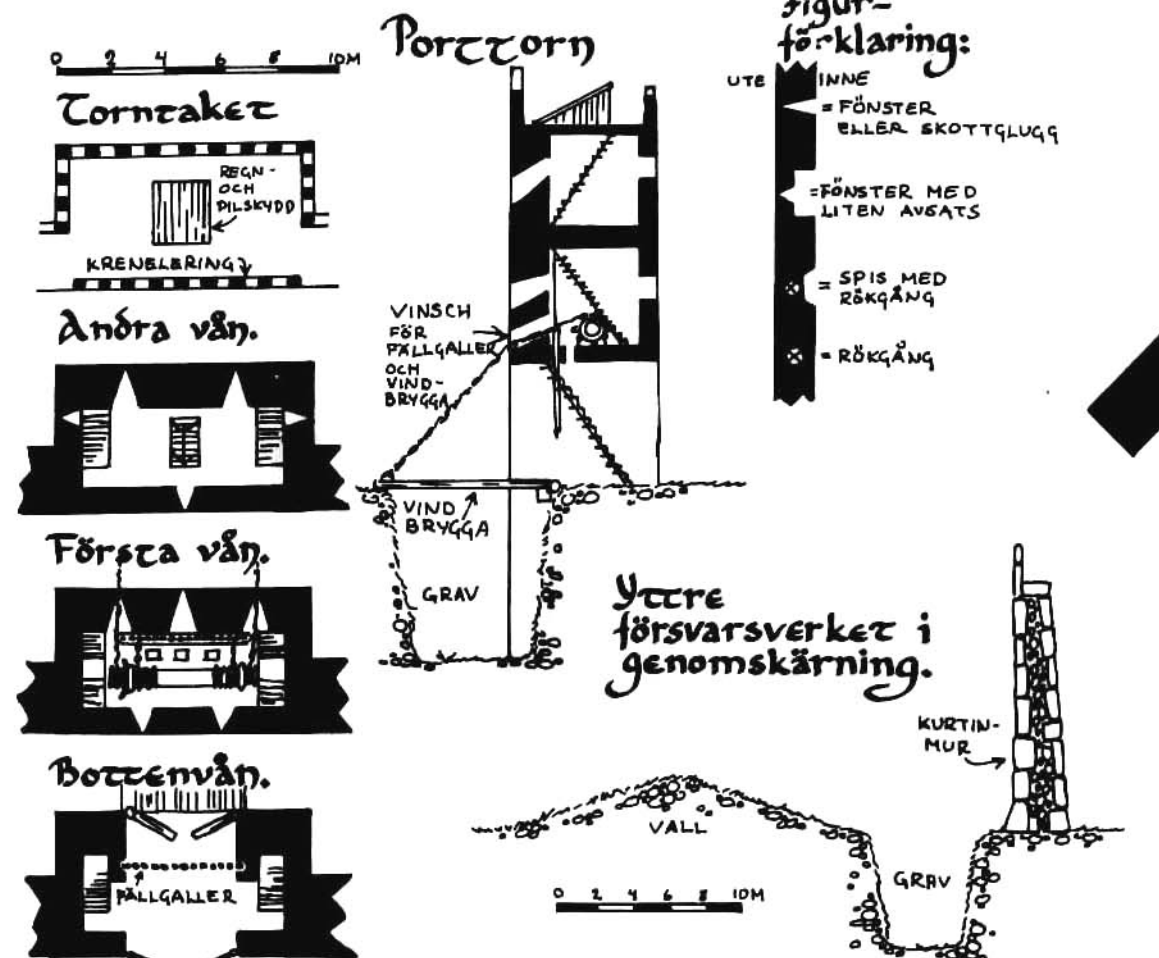 0 2 4 6 8 10M
Torntaket
REGN-
OCH
PILSKYDD
KRENELERING
Andra vån.
Första vån.
Bottenvån.
FÄLLGALLER
Porttorn
VINSCH
FÖR
FÄLLGALLER
OCH
VIND-
BRYGGA
VIND
BRYGGA
GRAV
Figur-
förklaring:
UTE INNE
= FÖNSTER
ELLER SKOTTGLUGG
=FÖNSTER MED
LITEN AVSATS
= SPIS MED
RÖKGÅNG
= RÖKGÅNG
Yttre
försvarsverket i
genomskärning.
KURTIN-
MUR
VALL
GRAV
0 2 4 6 8 10M